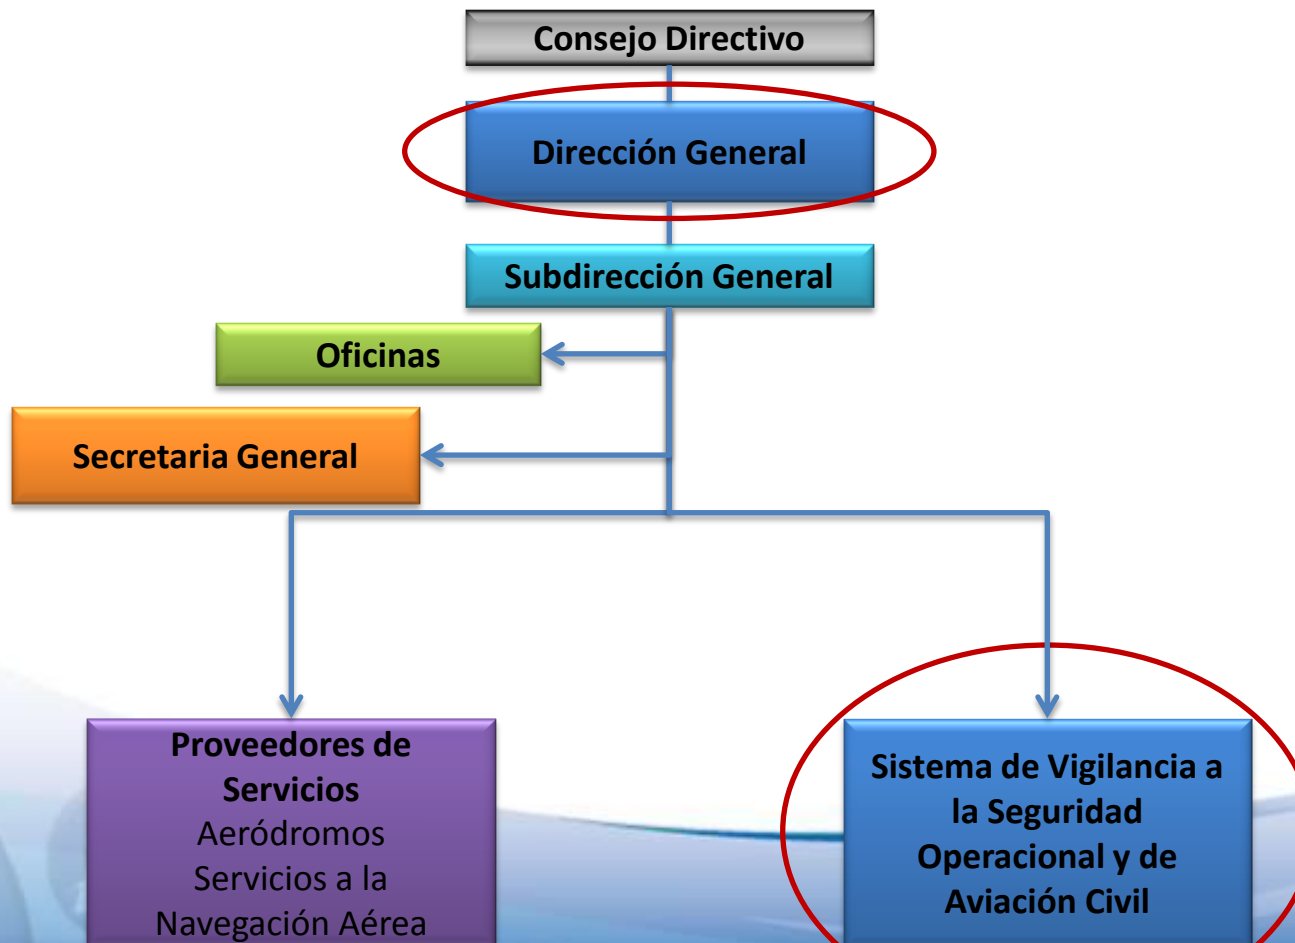 Consejo Directivo
Dirección General
Subdirección General
Oficinas
Secretaria General
Proveedores de
Servicios
Aeródromos
Servicios a la
Navegación Aérea
Sistema de Vigilancia a
la Seguridad
Operacional y de
Aviación Civil